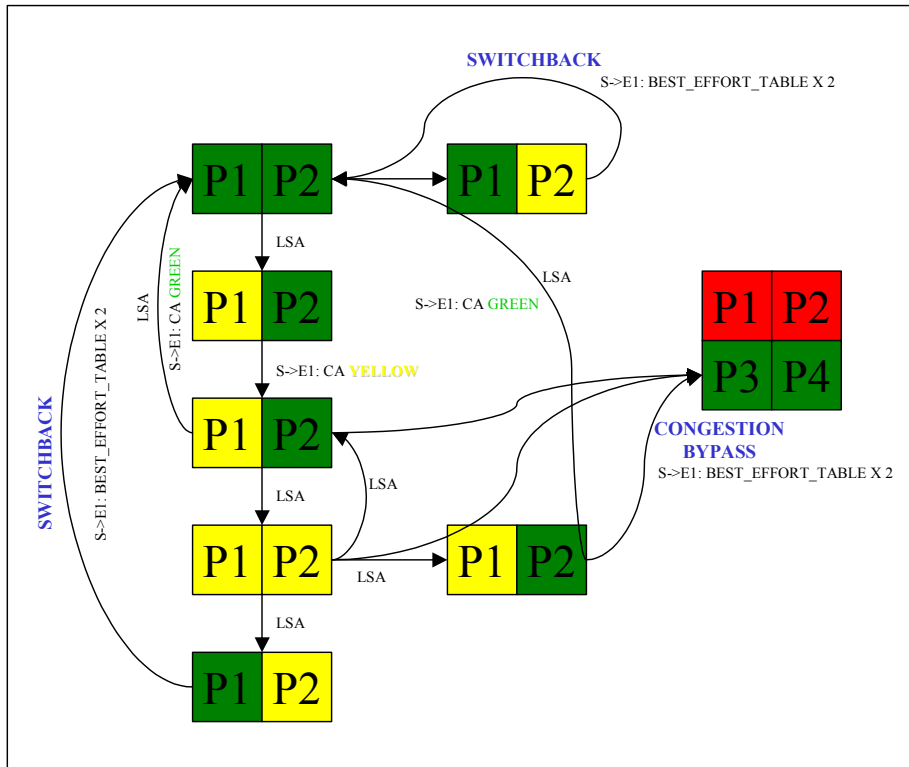 SWITCHBACK
S->E1: BEST_EFFORT_TABLE X 2
P1 P2
P1 P2
LSA
LSA
S->E1: CA GREEN
P1 P2
LSA
S->E1: CA GREEN
P1 P2
P3 P4
S->E1: CA YELLOW
P1 P2
CONGESTION
BYPASS
S->E1: BEST_EFFORT_TABLE X 2
SWITCHBACK
S->E1: BEST_EFFORT_TABLE X 2
LSA
LSA
P1 P2
P1 P2
LSA
LSA
P1 P2